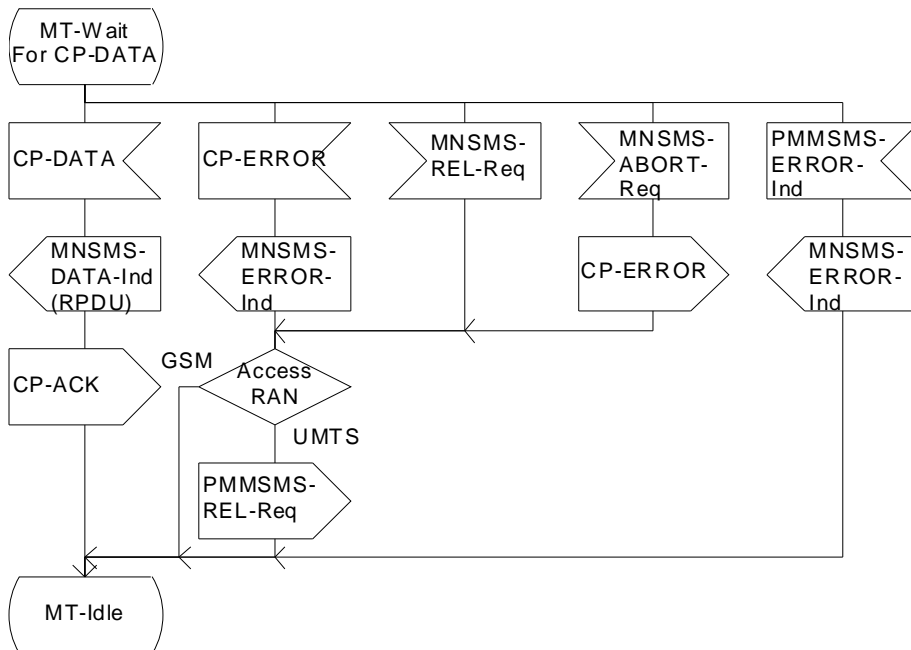 MT-Wait
For CP-DATA
CP-DATA
CP-ERROR
MNSMS-
REL-Req
MNSMS-
ABORT-
Req
PMMSMS-
ERROR-
Ind
MNSMS-
DATA-Ind
(RPDU)
MNSMS-
ERROR-
Ind
CP-ERROR
MNSMS-
ERROR-
Ind
CP-ACK
GSM
Access
RAN
UMTS
PMMSMS-
REL-Req
MT-Idle